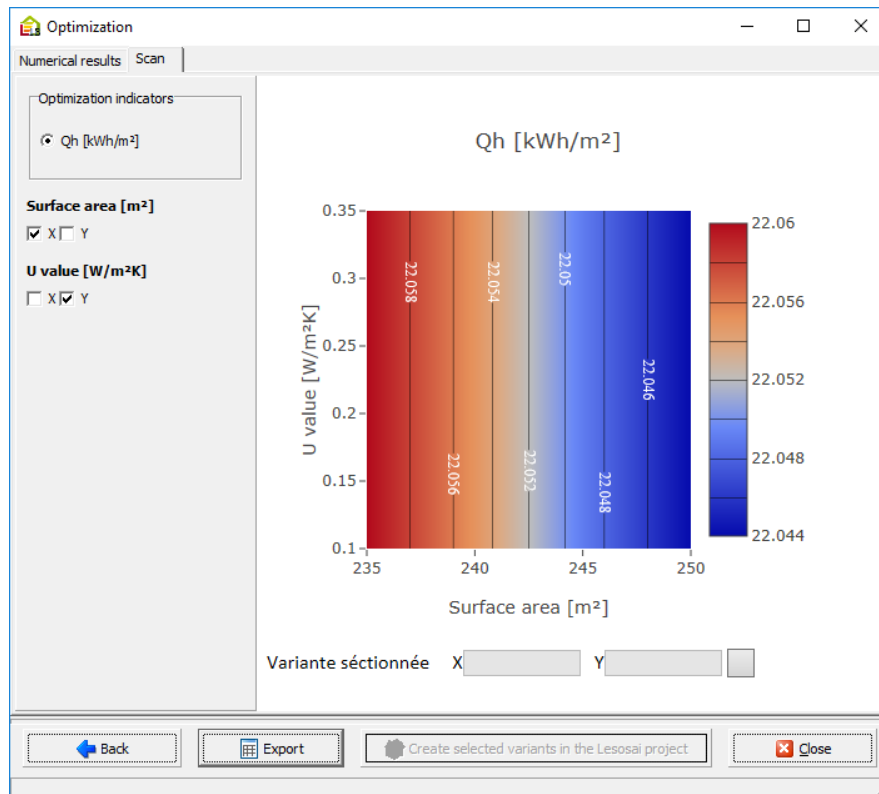 Optimization
Numerical results Scan
Optimization indicators
Qh [kWh/m²]
Surface area [m²]
X Y
U value [W/m²K]
X Y
Qh [kWh/m²]
U value [W/m²K]
0.35
0.3
0.25
0.2
0.15
0.1
22.058
22.056
22.054
22.052
22.05
22.048
22.046
235 240 245 250
Surface area [m²]
22.06
22.056
22.052
22.048
22.044
Variante séctionnée X Y
Back Export Create selected variants in the Lesosai project Close